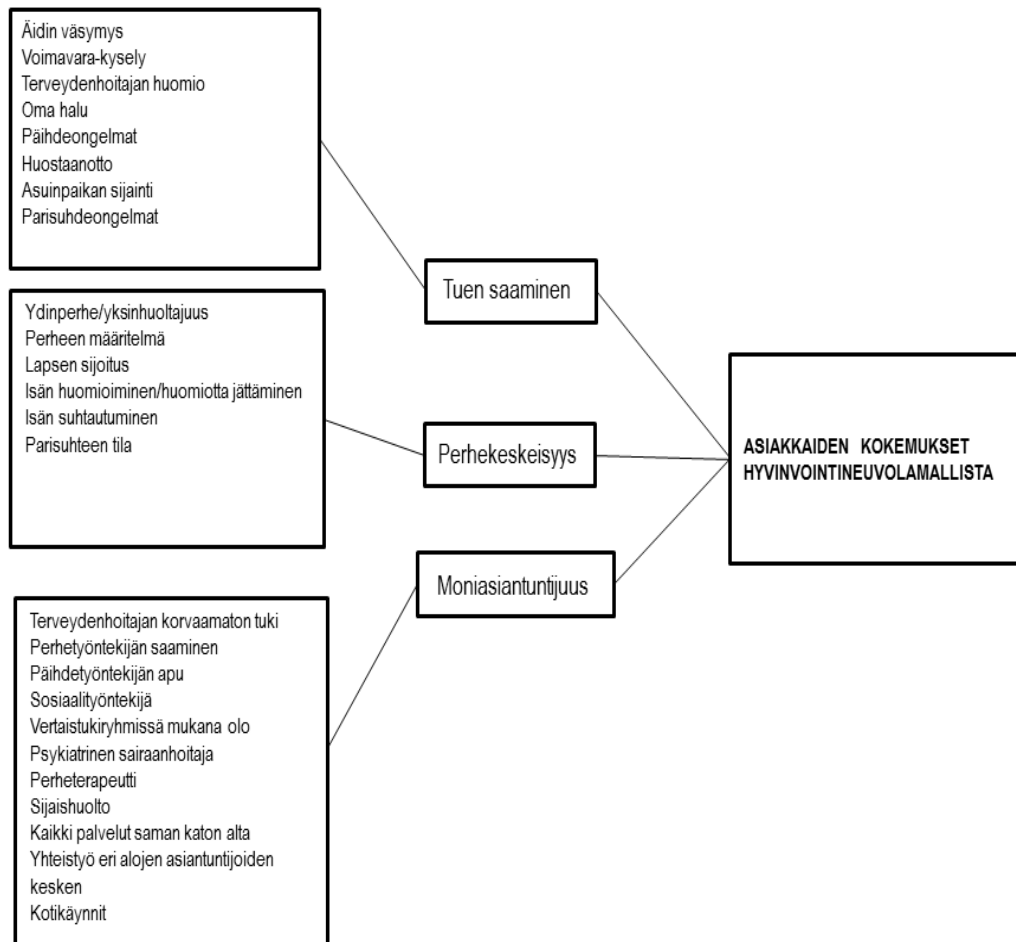 Äidin väsymys
Voimavara-kysely
Terveydenhoitajan huomio
Oma halu
Päihdeongelmat
Huostaanotto
Asuinpaikan sijainti
Parisuhdeongelmat
Tuen saaminen
Ydinperhe/yksinhuoltajuus
Perheen määritelmä
Lapsen sijoitus
Isän huomioiminen/huomiotta jättäminen
Isän suhtautuminen
Parisuhteen tila
Perhekeskeisyys
ASIAKKAIDEN KOKEMUKSET
HYVINVOINTINEUVOLAMALLISTA
Moniasiantuntijuus
Terveydenhoitajan korvaamaton tuki
Perhetyöntekijän saaminen
Päihdetyöntekijän apu
Sosiaalityöntekijä
Vertaistukiryhmissä mukana olo
Psykiatrinen sairaanhoitaja
Perheterapeutti
Sijaishuolto
Kaikki palvelut saman katon alta
Yhteistyö eri alojen asiantuntijoiden
kesken
Kotikäynnit